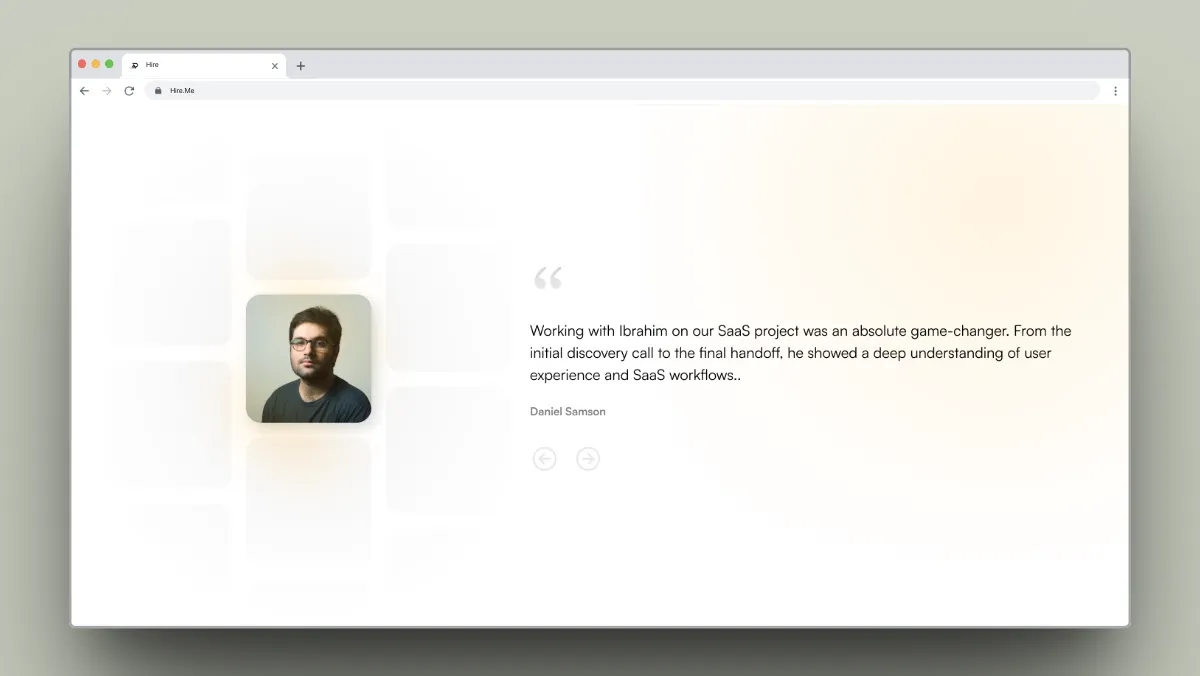 Hire
Hire.Me
“
Working with Ibrahim on our SaaS project was an absolute game-changer. From the
initial discovery call to the final handoff, he showed a deep understanding of user
experience and SaaS workflows..
Daniel Samson